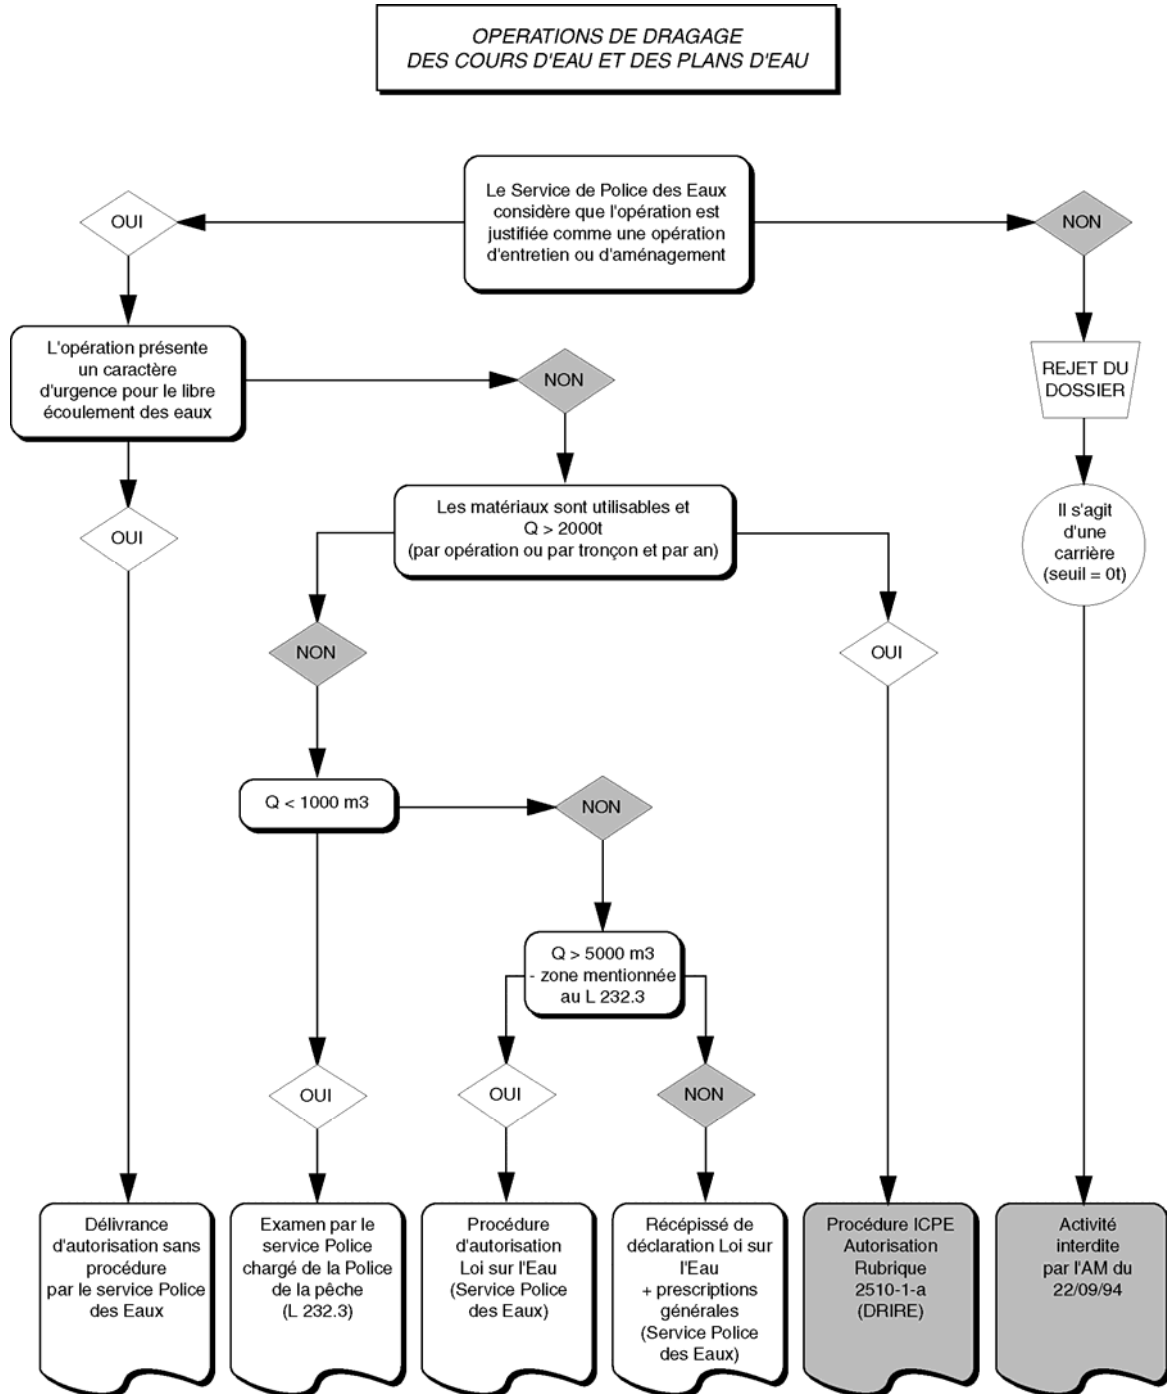 OPERATIONS DE DRAGAGE
DES COURS D'EAU ET DES PLANS D'EAU
Le Service de Police des Eaux
considère que l'opération est
justifiée comme une opération
d'entretien ou d'aménagement
OUI
NON
L'opération présente
un caractère
d'urgence pour le libre
écoulement des eaux
NON
REJET DU
DOSSIER
OUI
Les matériaux sont utilisables et
Q > 2000t
(par opération ou par tronçon et par an)
Il s'agit
d'une
carrière
(seuil = 0t)
NON
OUI
Q < 1000 m3
NON
Q > 5000 m3
- zone mentionnée
au L 232.3
OUI
OUI
NON
Délivrance
d'autorisation sans
procédure
par le service Police
des Eaux
Examen par le
service Police
chargé de la Police
de la pêche
(L 232.3)
Procédure
d'autorisation
Loi sur l'Eau
(Service Police
des Eaux)
Récépissé de
déclaration Loi sur
l'Eau
+ prescriptions
générales
(Service Police
des Eaux)
Procédure ICPE
Autorisation
Rubrique
2510-1-a
(DRIRE)
Activité
interdite
par l'AM du
22/09/94